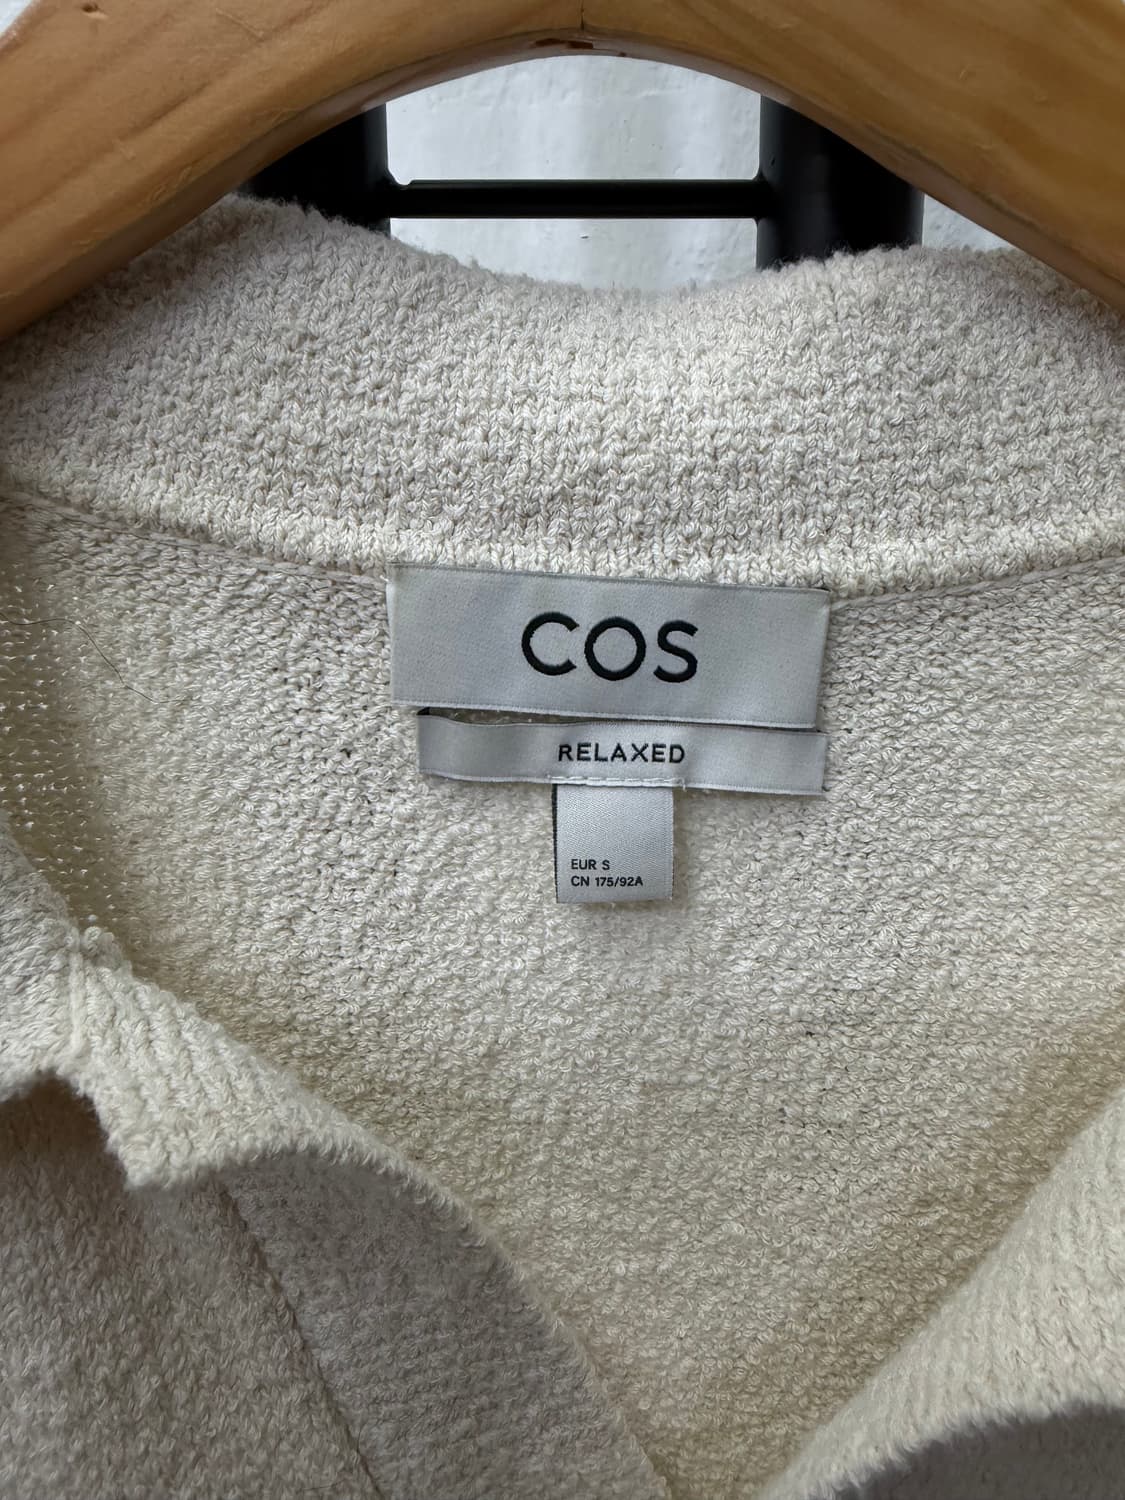 COS
RELAXED
EUR S
CN 175/92A